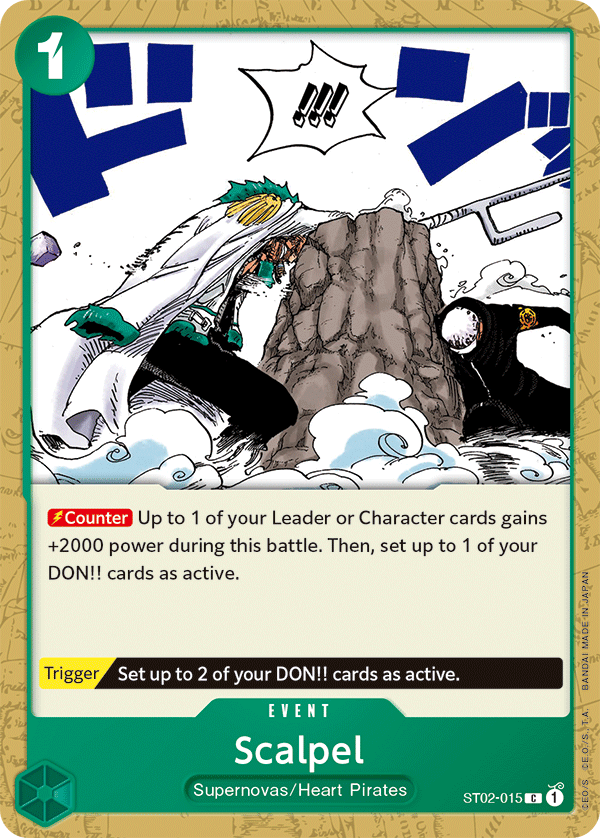 1
ドン
!!!
⚡Counter Up to 1 of your Leader or Character cards gains
+2000 power during this battle. Then, set up to 1 of your
DON!! cards as active.
Trigger Set up to 2 of your DON!! cards as active.
EVENT
Scalpel
Supernovas/Heart Pirates
ST02-015 C 1
©E.O./S., ©E.O./S., T.A. BANDAI MADE IN JAPAN